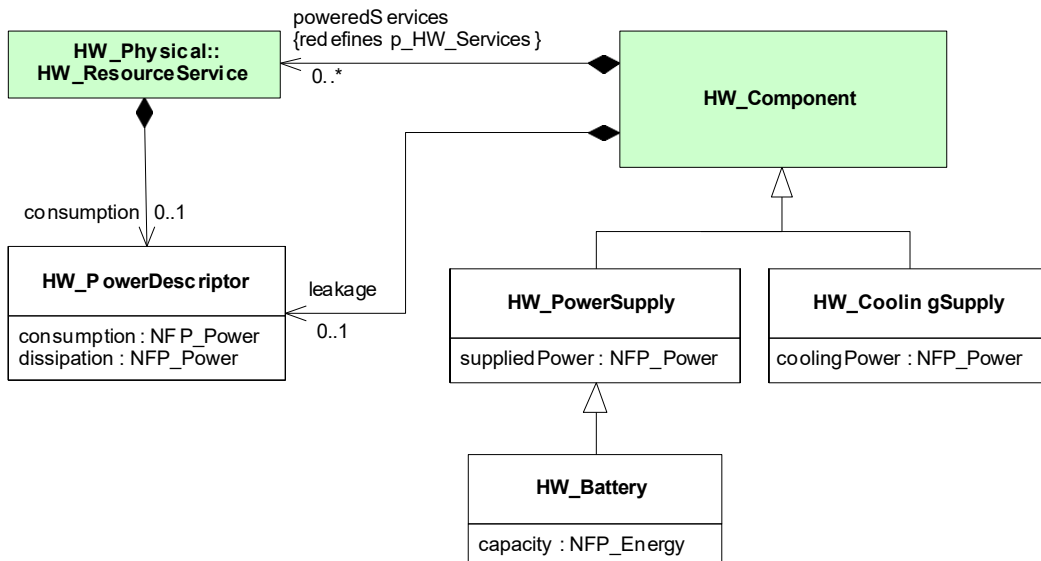 poweredServices
{redefines p_HW_Services}
0..*
HW_Physical::
HW_ResourceService
HW_Component
consumption 0..1
HW_PowerDescriptor
consumption : NFP_Power
dissipation : NFP_Power
leakage
0..1
HW_PowerSupply
suppliedPower : NFP_Power
HW_CoolingSupply
coolingPower : NFP_Power
HW_Battery
capacity : NFP_Energy